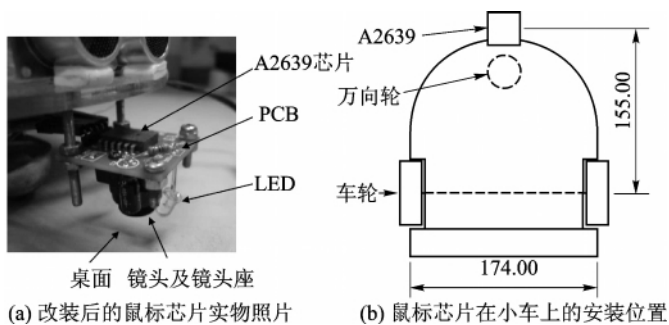 A2639芯片
PCB
LED
桌面 镜头及镜头座
(a) 改装后的鼠标芯片实物照片
A2639
万向轮
155.00
车轮
174.00
(b) 鼠标芯片在小车上的安装位置